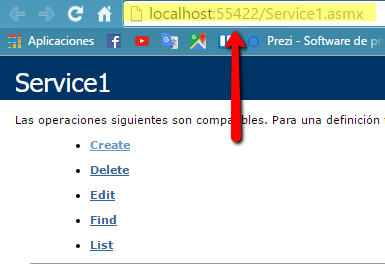 localhost:55422/Service1.asmx
Aplicaciones Prezi - Software de pr
Service1
Las operaciones siguientes son compatibles. Para una definición
Create
Delete
Edit
Find
List